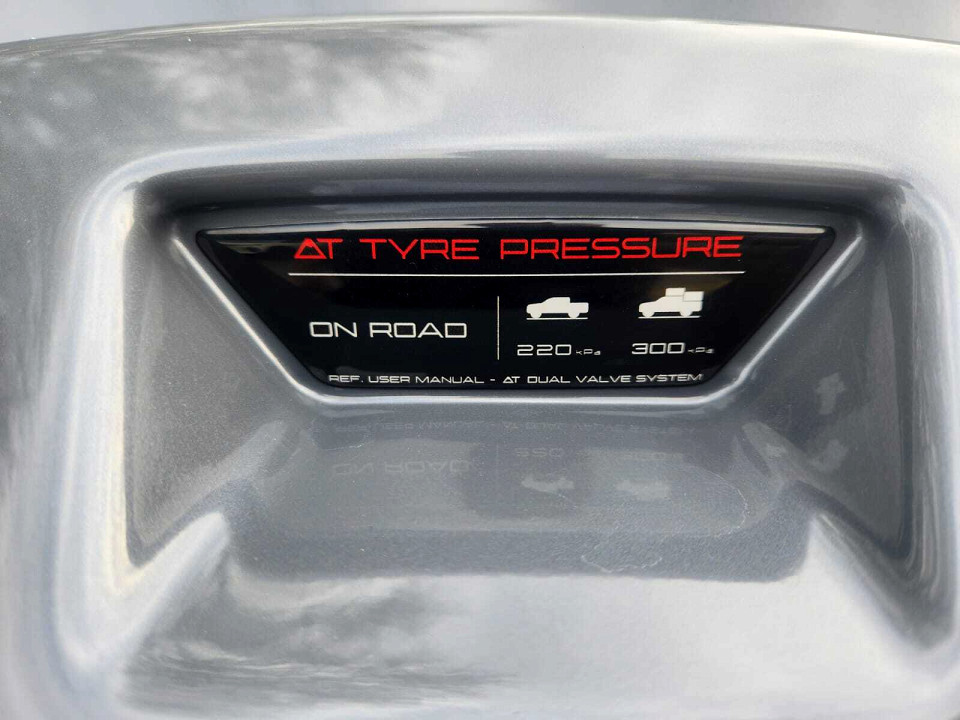 AT TYRE PRESSURE
ON ROAD
220 kPa 300 kPa
REF. USER MANUAL - AT DUAL VALVE SYSTEM